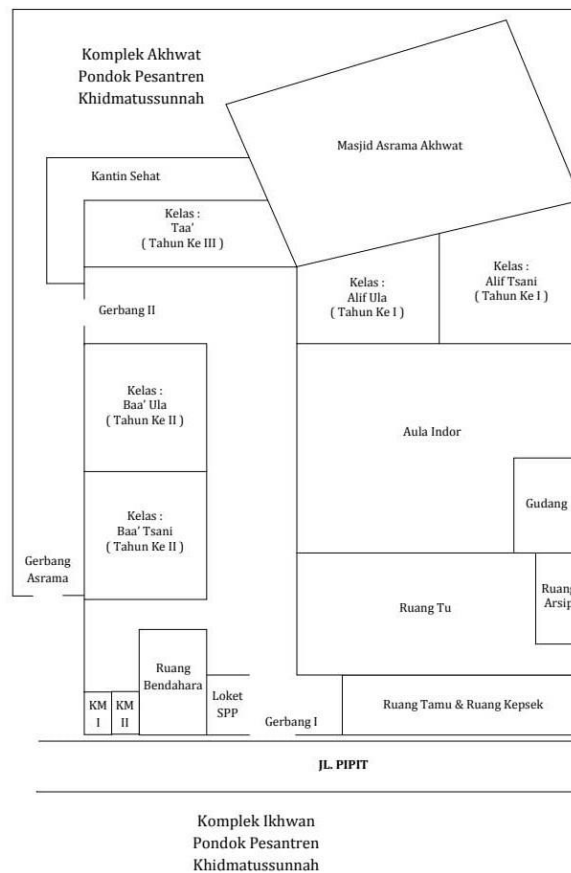 Komplek Akhwat
Pondok Pesantren
Khidmatussunnah
Masjid Asrama Akhwat
Kantin Sehat
Kelas :
Taa'
( Tahun Ke III )
Kelas :
Alif Ula
( Tahun Ke I )
Kelas :
Alif Tsani
( Tahun Ke I )
Gerbang II
Kelas :
Baa' Ula
( Tahun Ke II )
Aula Indor
Gudang
Kelas :
Baa' Tsani
( Tahun Ke II )
Gerbang
Asrama
Ruang Tu
Ruang
Arsip
Ruang
Bendahara
KM
I
KM
II
Loket
SPP
Gerbang I
Ruang Tamu & Ruang Kepsek
JL. PIPIT
Komplek Ikhwan
Pondok Pesantren
Khidmatussunnah